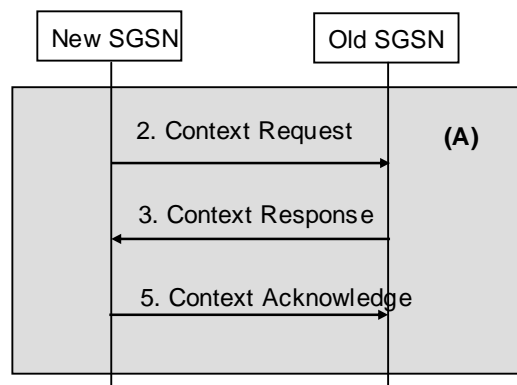 New SGSN
Old SGSN
2. Context Request
(A)
3. Context Response
5. Context Acknowledge